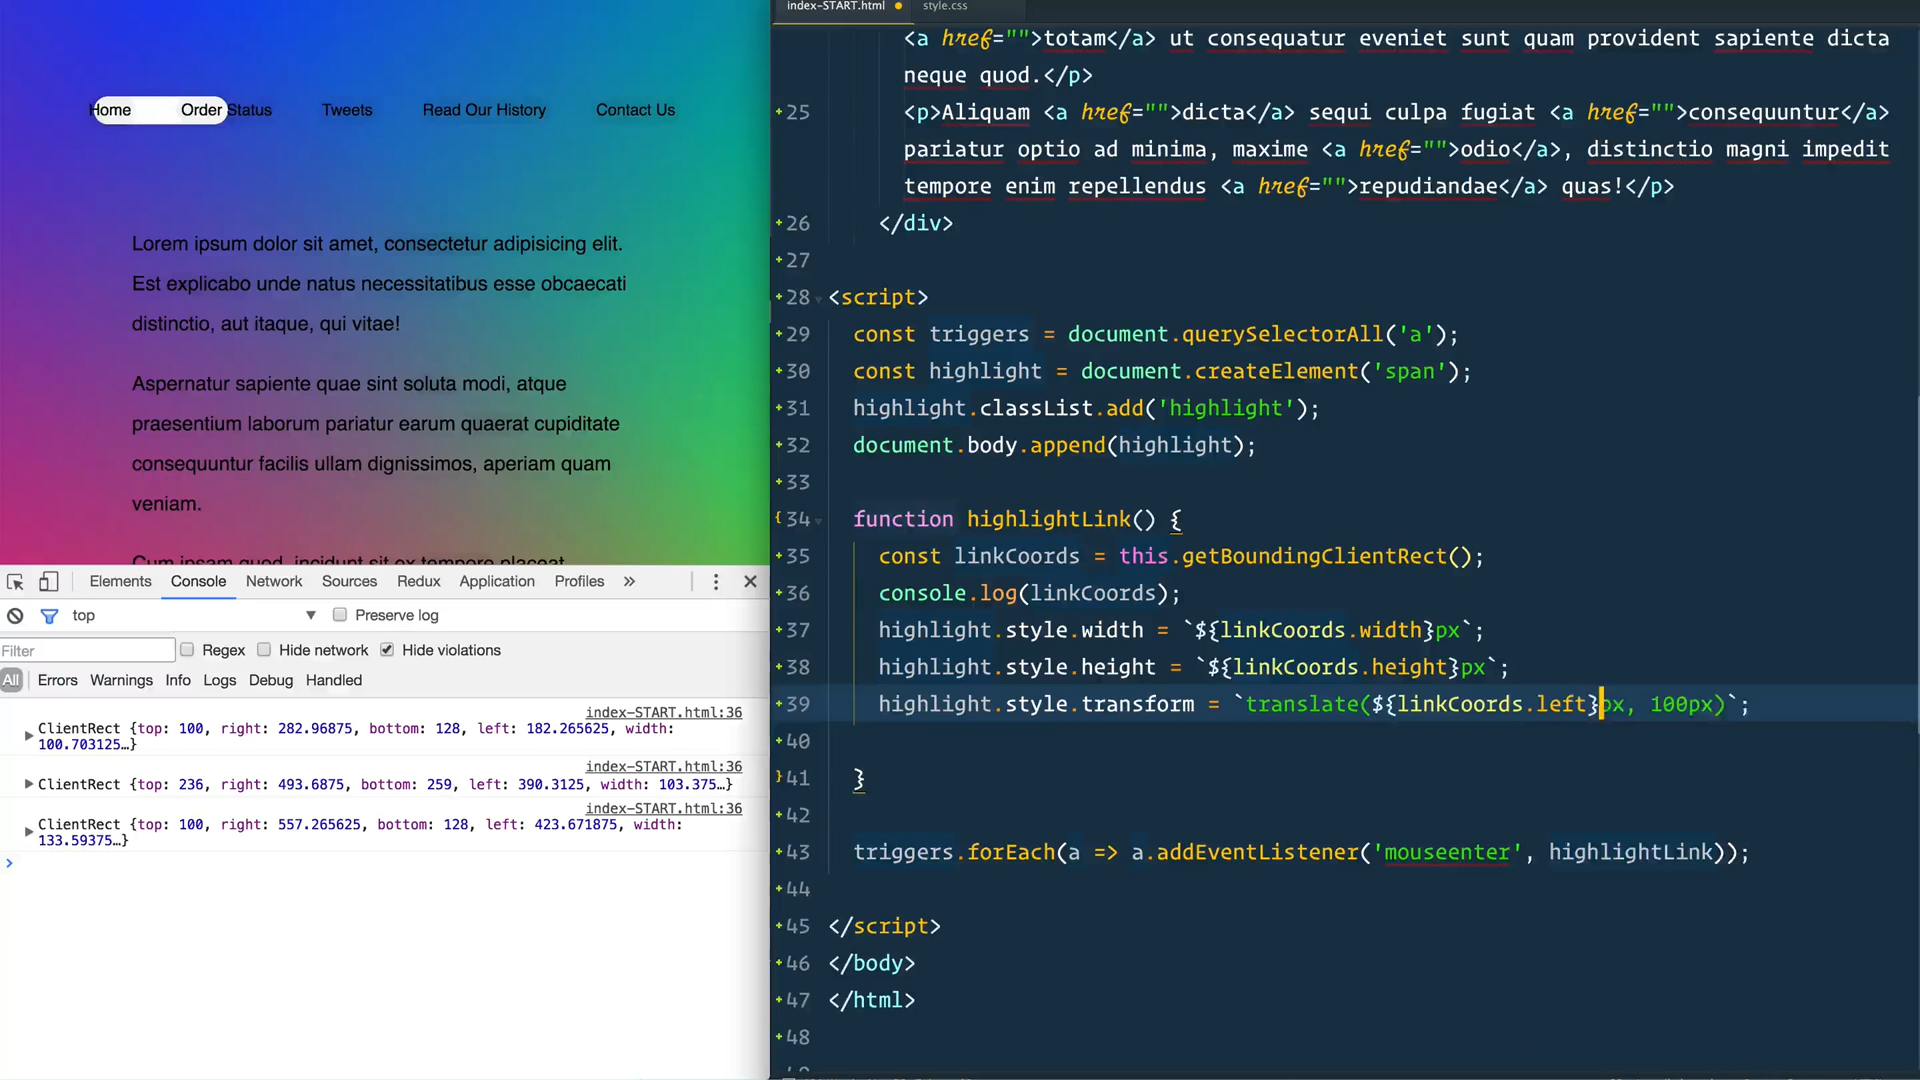 Home Order Status Tweets Read Our History Contact Us
Lorem ipsum dolor sit amet, consectetur adipisicing elit.
Est explicabo unde natus necessitatibus esse obcaecati
distinctio, aut itaque, qui vitae!
Aspernatur sapiente quae sint soluta modi, atque
praesentium laborum pariatur earum quaerat cupiditate
consequuntur facilis ullam dignissimos, aperiam quam
veniam.
Cum ipsam quod, incidunt sit ex tempore placeat
Elements Console Network Sources Redux Application Profiles »
top ▼ Preserve log
Filter Regex Hide network Hide violations
All Errors Warnings Info Logs Debug Handled
index-START.html:36
ClientRect {top: 100, right: 282.96875, bottom: 128, left: 182.265625, width:
100.703125…}
index-START.html:36
ClientRect {top: 236, right: 493.6875, bottom: 259, left: 390.3125, width: 103.375…}
index-START.html:36
ClientRect {top: 100, right: 557.265625, bottom: 128, left: 423.671875, width:
133.59375…}
>
index-START.html style.css
<a href="">totam</a> ut consequatur eveniet sunt quam provident sapiente dicta
neque quod.</p>
25 <p>Aliquam <a href="">dicta</a> sequi culpa fugiat <a href="">consequuntur</a>
pariatur optio ad minima, maxime <a href="">odio</a>, distinctio magni impedit
tempore enim repellendus <a href="">repudiandae</a> quas!</p>
26 </div>
27
28 <script>
29 const triggers = document.querySelectorAll('a');
30 const highlight = document.createElement('span');
31 highlight.classList.add('highlight');
32 document.body.append(highlight);
33
34 function highlightLink() {
35 const linkCoords = this.getBoundingClientRect();
36 console.log(linkCoords);
37 highlight.style.width = `${linkCoords.width}px`;
38 highlight.style.height = `${linkCoords.height}px`;
39 highlight.style.transform = `translate(${linkCoords.left}px, 100px)`;
40
41 }
42
43 triggers.forEach(a => a.addEventListener('mouseenter', highlightLink));
44
45 </script>
46 </body>
47 </html>
48